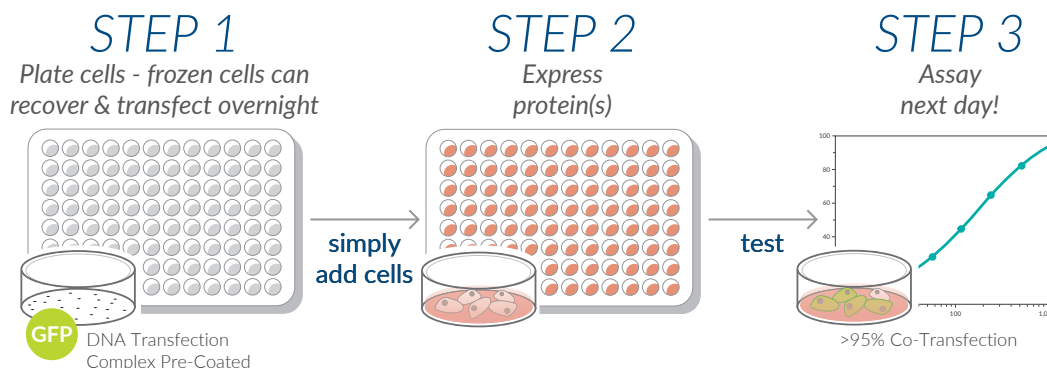 STEP 1
Plate cells - frozen cells can
recover & transfect overnight
simply
add cells
GFP
DNA Transfection
Complex Pre-Coated
STEP 2
Express
protein(s)
test
STEP 3
Assay
next day!
100
80
60
40
100
>95% Co-Transfection